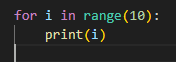 for i in range(10):
    print(i)